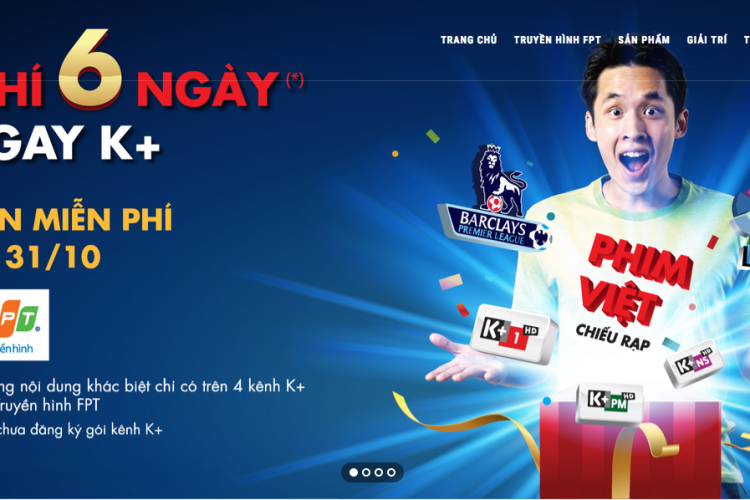 TRANG CHỦ TRUYỀN HÌNH FPT SẢN PHẨM GIẢI TRÍ T
HÍ 6 NGÀY (*)
GAY K+
N MIỄN PHÍ
31/10
PT
ền hình
ng nội dung khác biệt chỉ có trên 4 kênh K+
ruyền hình FPT
chưa đăng ký gói kênh K+
BARCLAYS
PREMIER LEAGUE
PHIM
VIỆT
CHIẾU RẠP
L
K+ 1 HD
K+ NS HD
K+ PM HD